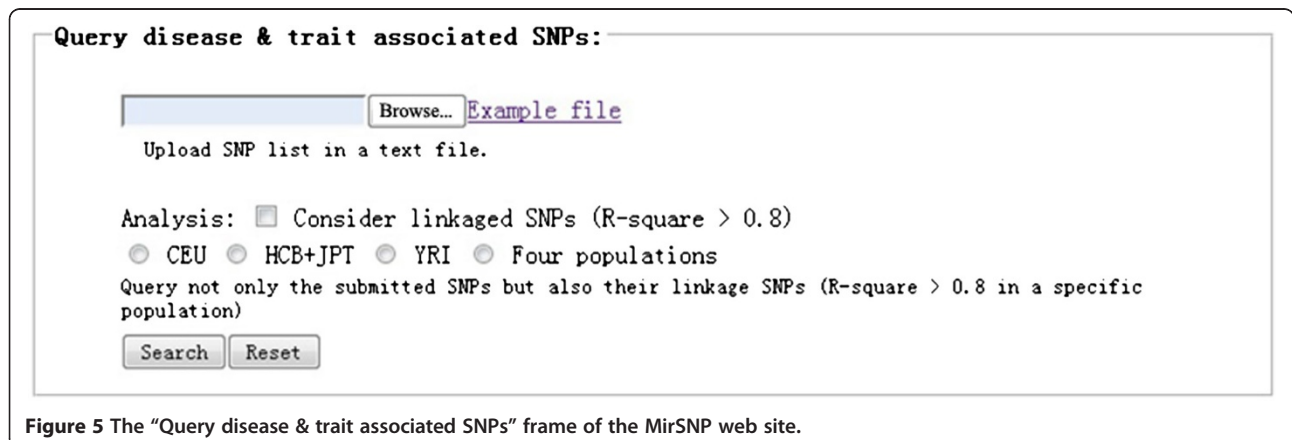 Query disease & trait associated SNPs:
Browse... Example file
Upload SNP list in a text file.
Analysis: Consider linkaged SNPs (R-square > 0.8)
CEU HCB+JPT YRI Four populations
Query not only the submitted SNPs but also their linkage SNPs (R-square > 0.8 in a specific
population)
Search Reset
Figure 5 The “Query disease & trait associated SNPs” frame of the MirSNP web site.